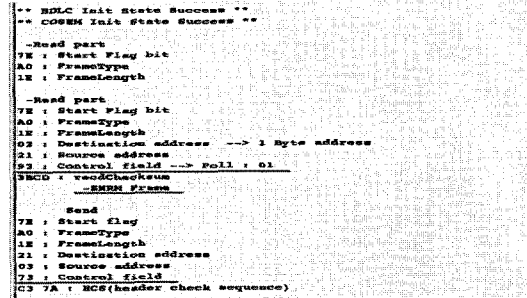 ** HDLC Init State Success **
** COSEM Init State Success **
-Read part
7E : Start Flag bit
A0 : FrameType
1E : FrameLength
-Read part
7E : Start Flag bit
A0 : FrameType
1E : FrameLength
03 : Destination address --> 1 Byte address
21 : Source address
93 : Control field --> Poll : 01
: readChecksum
-SNRM Frame
Send
7E : Start flag
A0 : FrameType
1E : FrameLength
21 : Destination address
03 : Source address
73 : Control field
C3 7A : HCS(header check sequence)